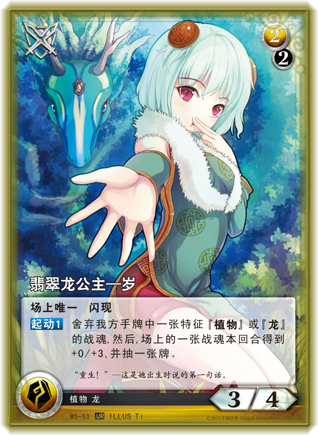 2
2
翡翠龙公主—岁
场上唯一 闪现
起动1 舍弃我方手牌中一张特征『植物』或『龙』
的战魂,然后,场上的一张战魂本回合得到
+0/+3,并抽一张牌。
“重生！”—这是她出生时说的第一句话。
植物 龙
WS-53 UR ILLUS Ti
3/4